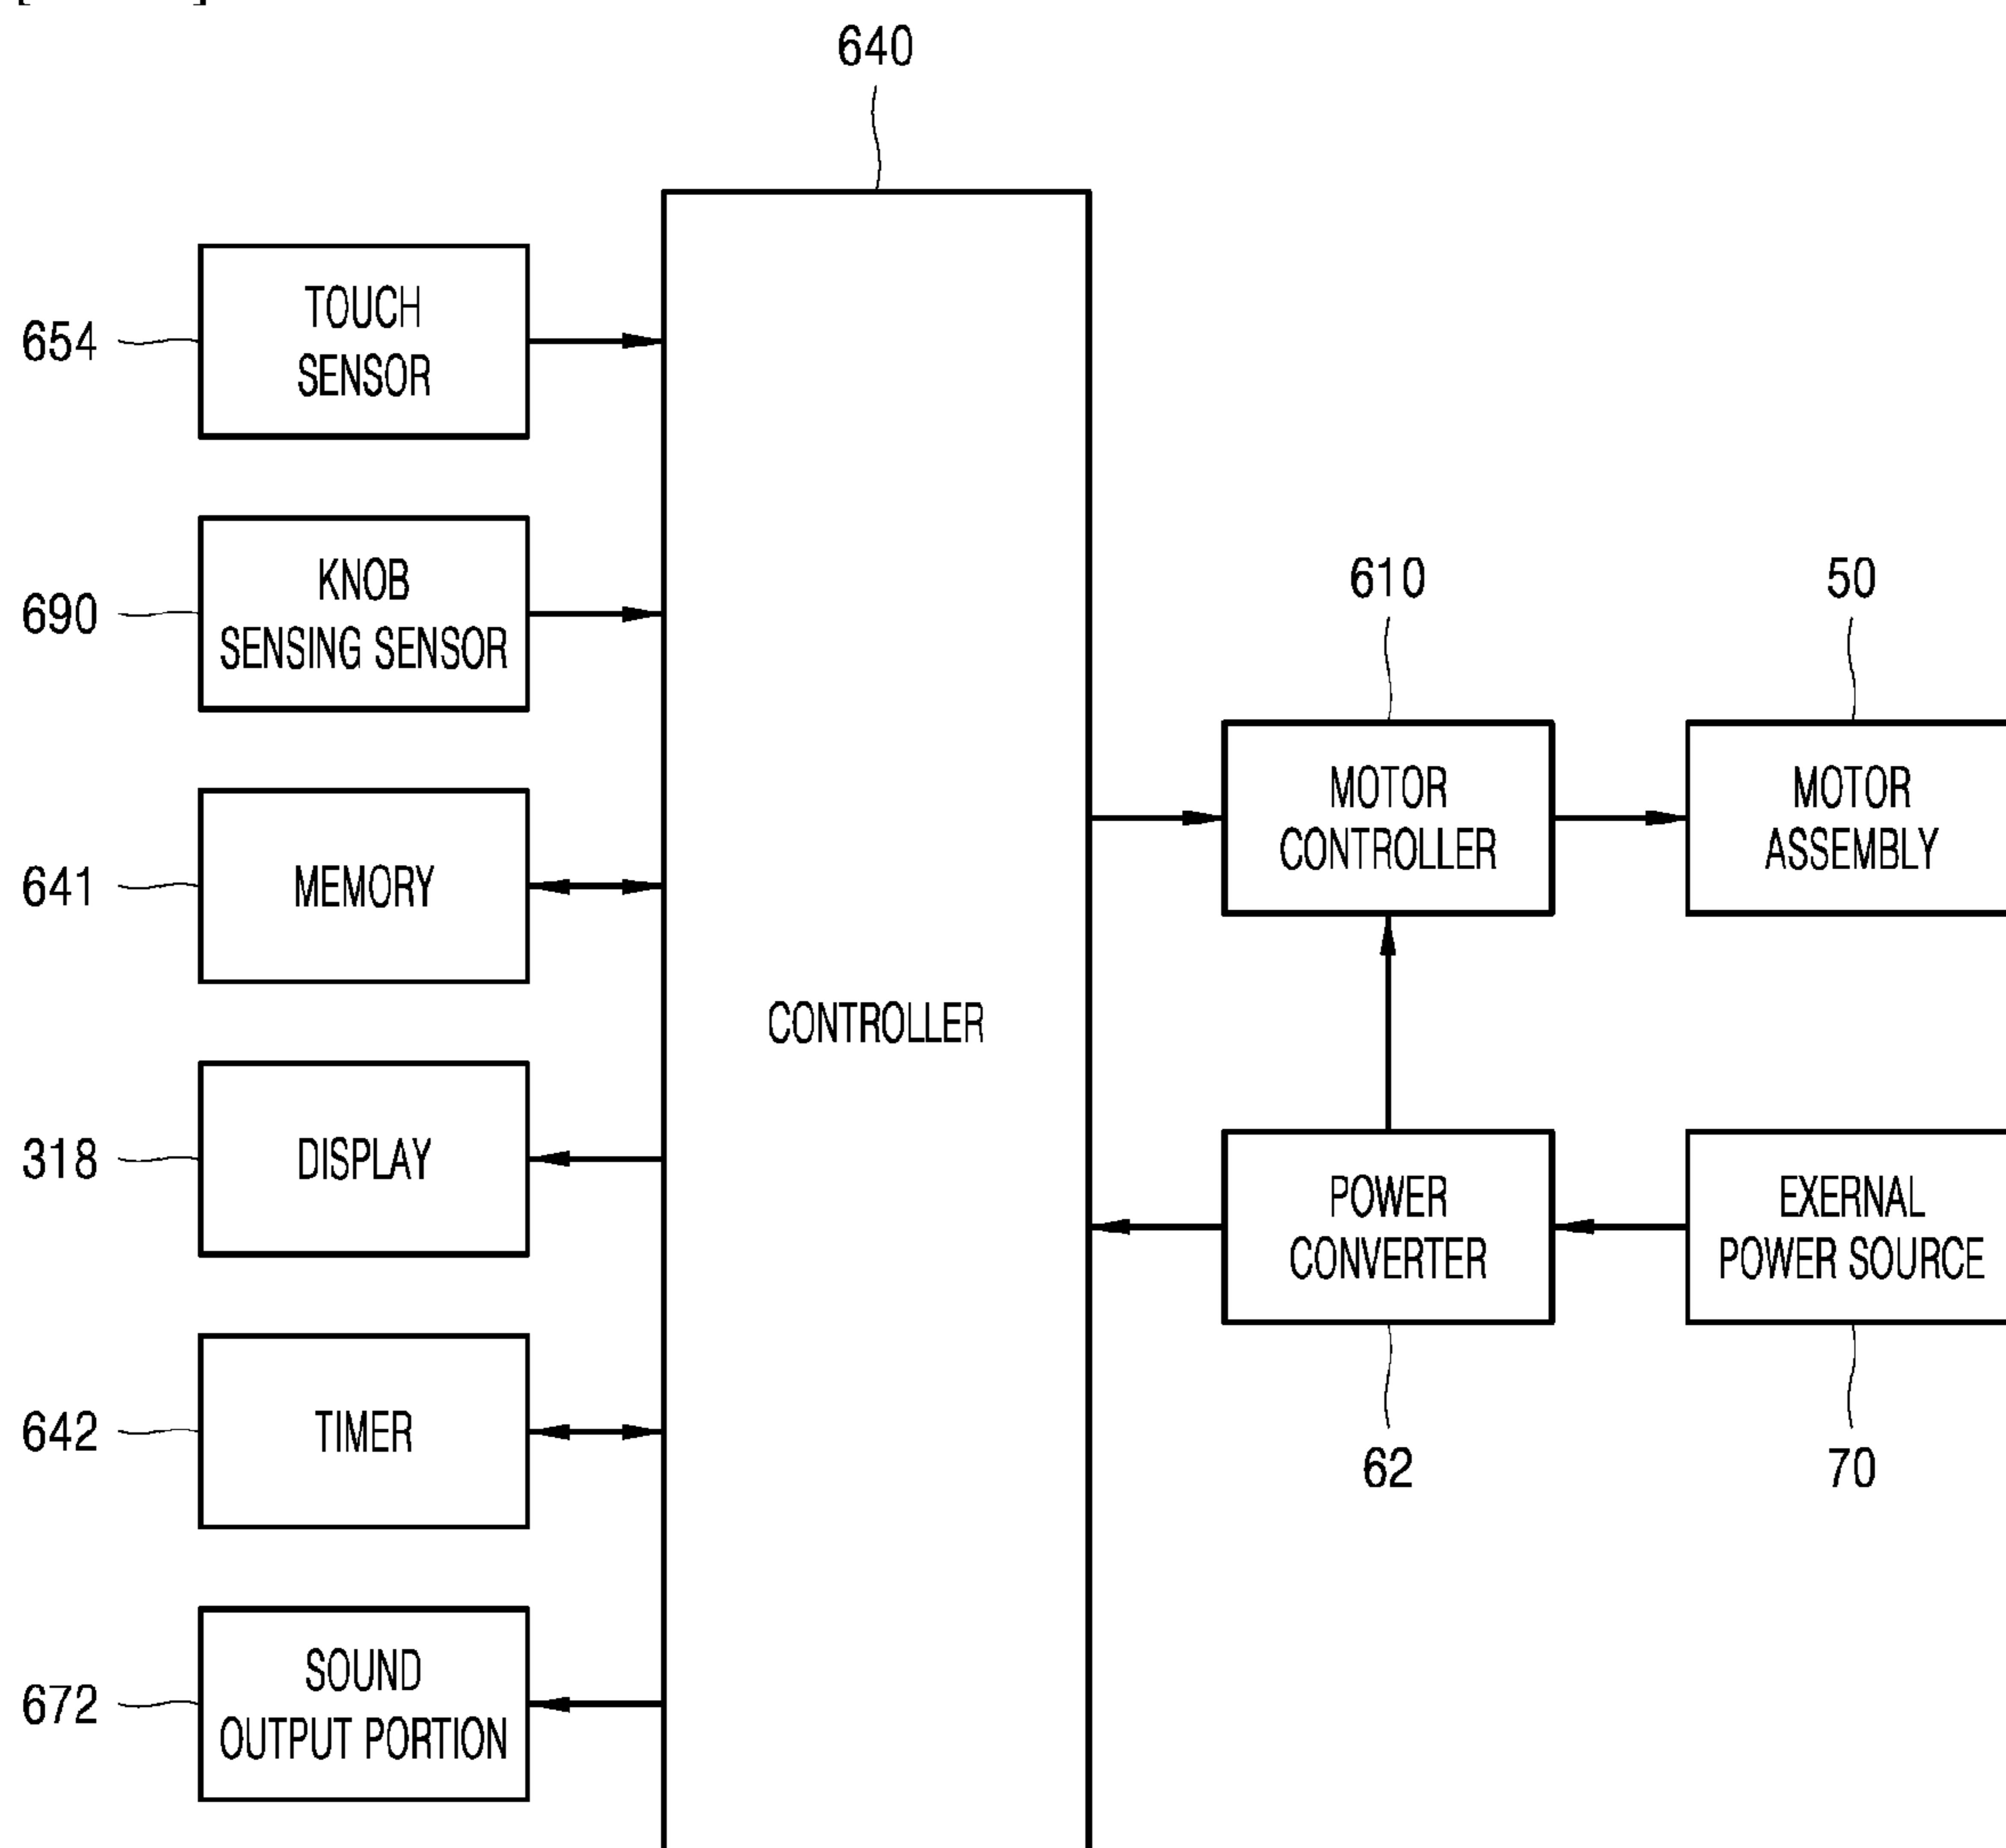 640
TOUCH
SENSOR
654
KNOB
SENSING SENSOR
690
MEMORY
641
DISPLAY
318
TIMER
642
SOUND
OUTPUT PORTION
672
CONTROLLER
610
MOTOR
CONTROLLER
50
MOTOR
ASSEMBLY
POWER
CONVERTER
62
EXERNAL
POWER SOURCE
70